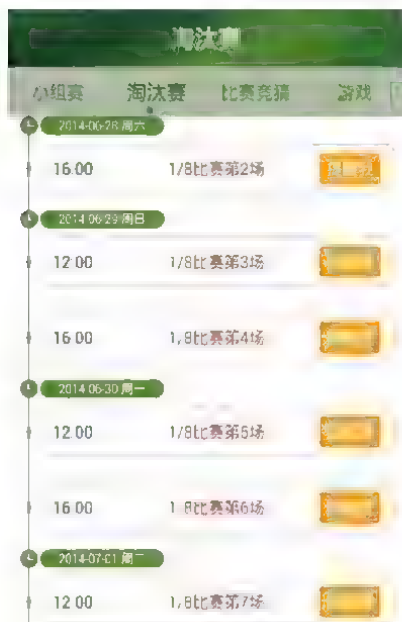 淘汰赛
小组赛 淘汰赛 比赛竞猜 游戏
2014-06-28 周六
16:00 1/8比赛第2场
2014-06-29 周日
12:00 1/8比赛第3场
16:00 1/8比赛第4场
2014-06-30 周一
12:00 1/8比赛第5场
16:00 1/8比赛第6场
2014-07-01 周二
12:00 1/8比赛第7场